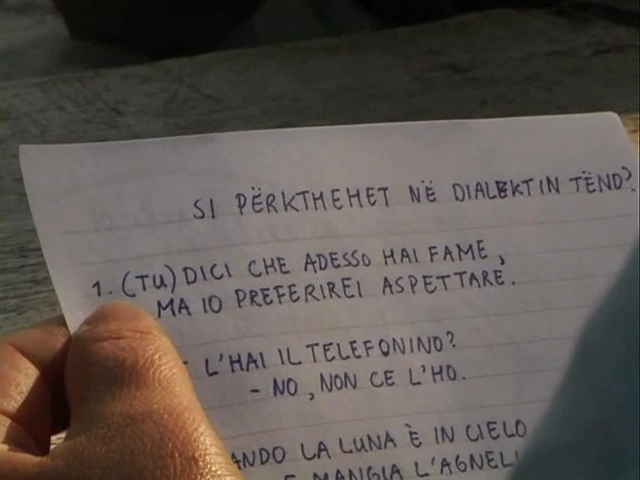 SI PËRKTHEHET NË DIALEKTIN TËND?
1. (TU) DICI CHE ADESSO HAI FAME,
MA IO PREFERIREI ASPETTARE.
- L'HAI IL TELEFONINO?
- NO, NON CE L'HO.
LA LUNA È IN CIELO
MANGIA